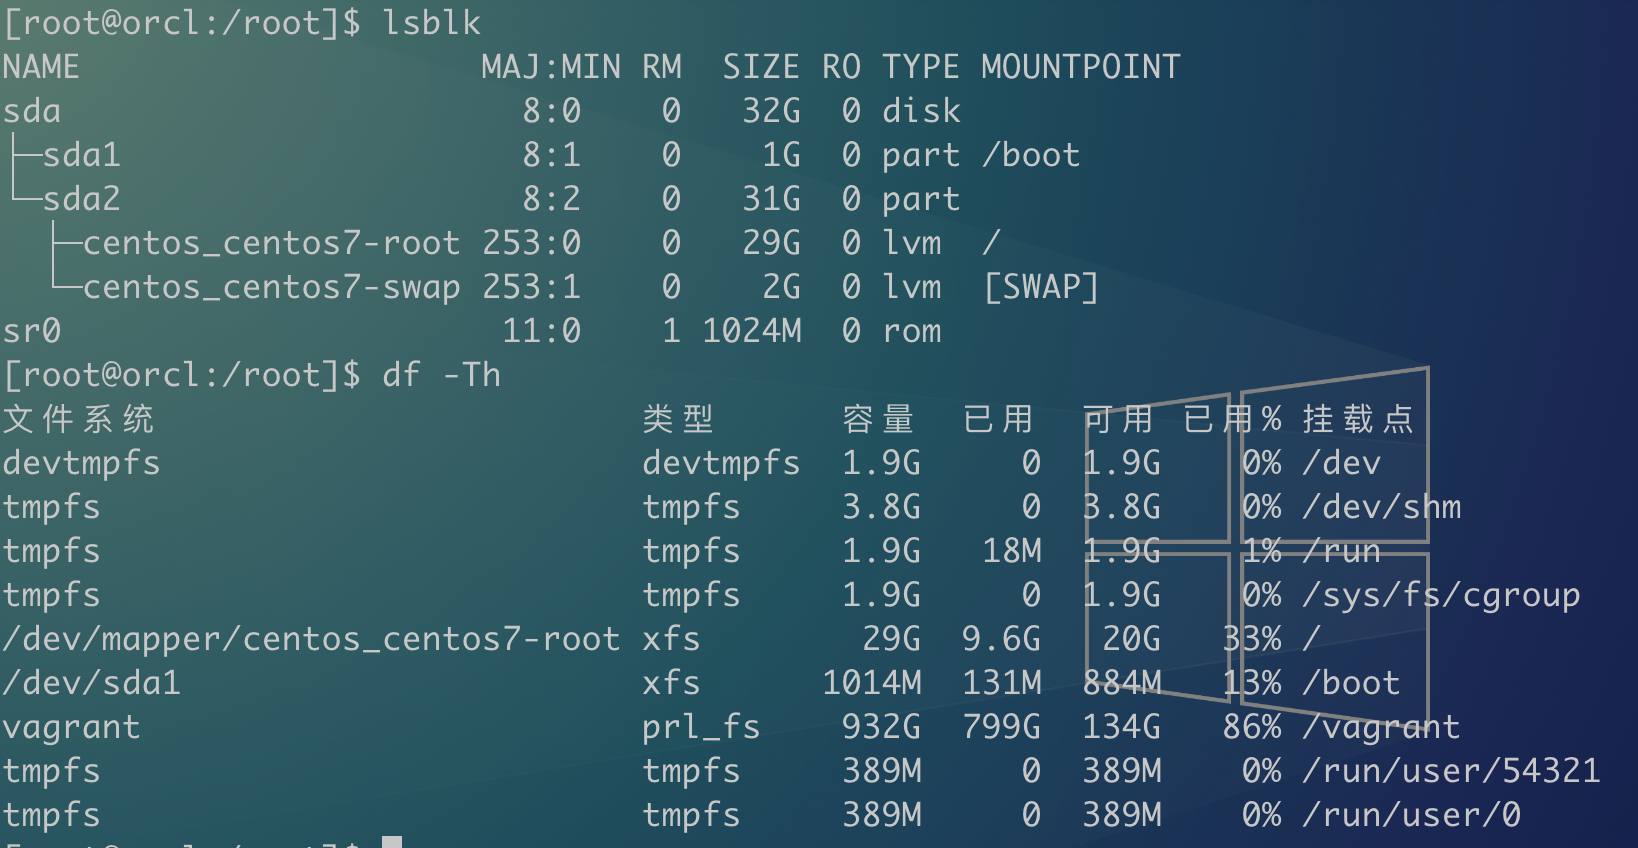 [root@orcl:/root]$ lsblk
NAME                    MAJ:MIN RM  SIZE RO TYPE MOUNTPOINT
sda                       8:0    0   32G  0 disk
├─sda1                    8:1    0    1G  0 part /boot
└─sda2                    8:2    0   31G  0 part
  ├─centos_centos7-root 253:0    0   29G  0 lvm  /
  └─centos_centos7-swap 253:1    0    2G  0 lvm  [SWAP]
sr0                      11:0    1 1024M  0 rom
[root@orcl:/root]$ df -Th
文件系统                        类型      容量  已用  可用 已用% 挂载点
devtmpfs                        devtmpfs  1.9G     0  1.9G    0% /dev
tmpfs                           tmpfs     3.8G     0  3.8G    0% /dev/shm
tmpfs                           tmpfs     1.9G   18M  1.9G    1% /run
tmpfs                           tmpfs     1.9G     0  1.9G    0% /sys/fs/cgroup
/dev/mapper/centos_centos7-root xfs        29G  9.6G   20G   33% /
/dev/sda1                       xfs      1014M  131M  884M   13% /boot
vagrant                         prl_fs    932G  799G  134G   86% /vagrant
tmpfs                           tmpfs     389M     0  389M    0% /run/user/54321
tmpfs                           tmpfs     389M     0  389M    0% /run/user/0